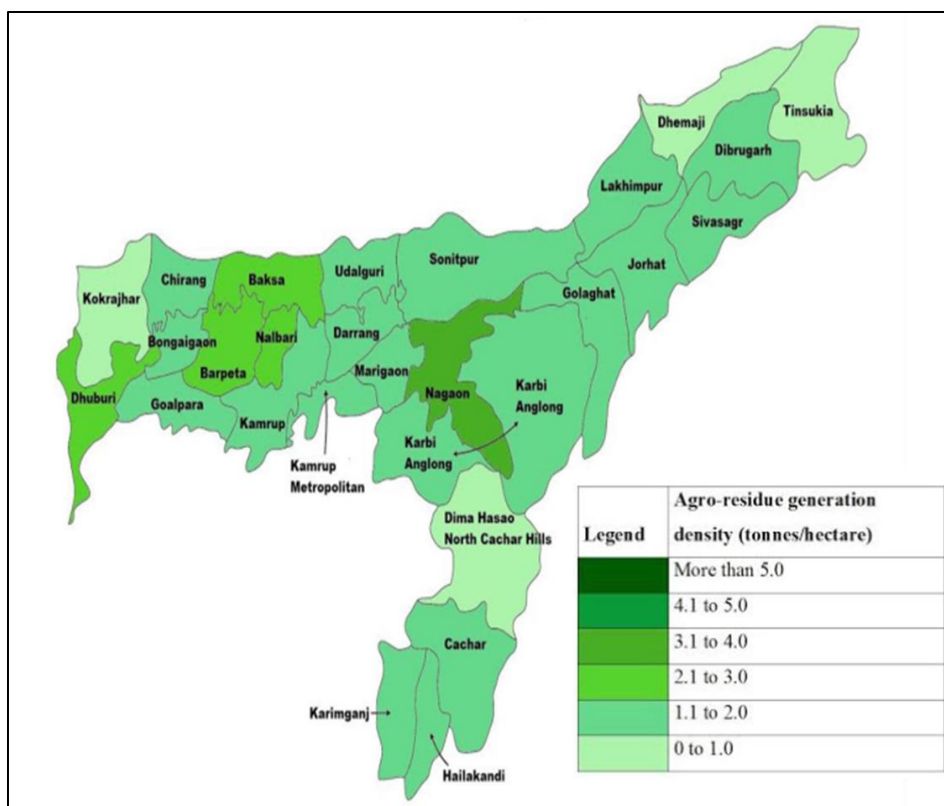 Tinsukia
Dhemaji
Dibrugarh
Lakhimpur
Sivasagr
Sonitpur
Udalguri
Jorhat
Chirang
Baksa
Golaghat
Kokrajhar
Darrang
Nalbari
Bongaigaon
Marigaon
Barpeta
Karbi
Anglong
Nagaon
Dhuburi
Goalpara
Kamrup
Karbi
Anglong
Kamrup
Metropolitan
Dima Hasao
North Cachar Hills
Cachar
Karimganj
Hailakandi
Legend
Agro-residue generation
density (tonnes/hectare)
More than 5.0
4.1 to 5.0
3.1 to 4.0
2.1 to 3.0
1.1 to 2.0
0 to 1.0